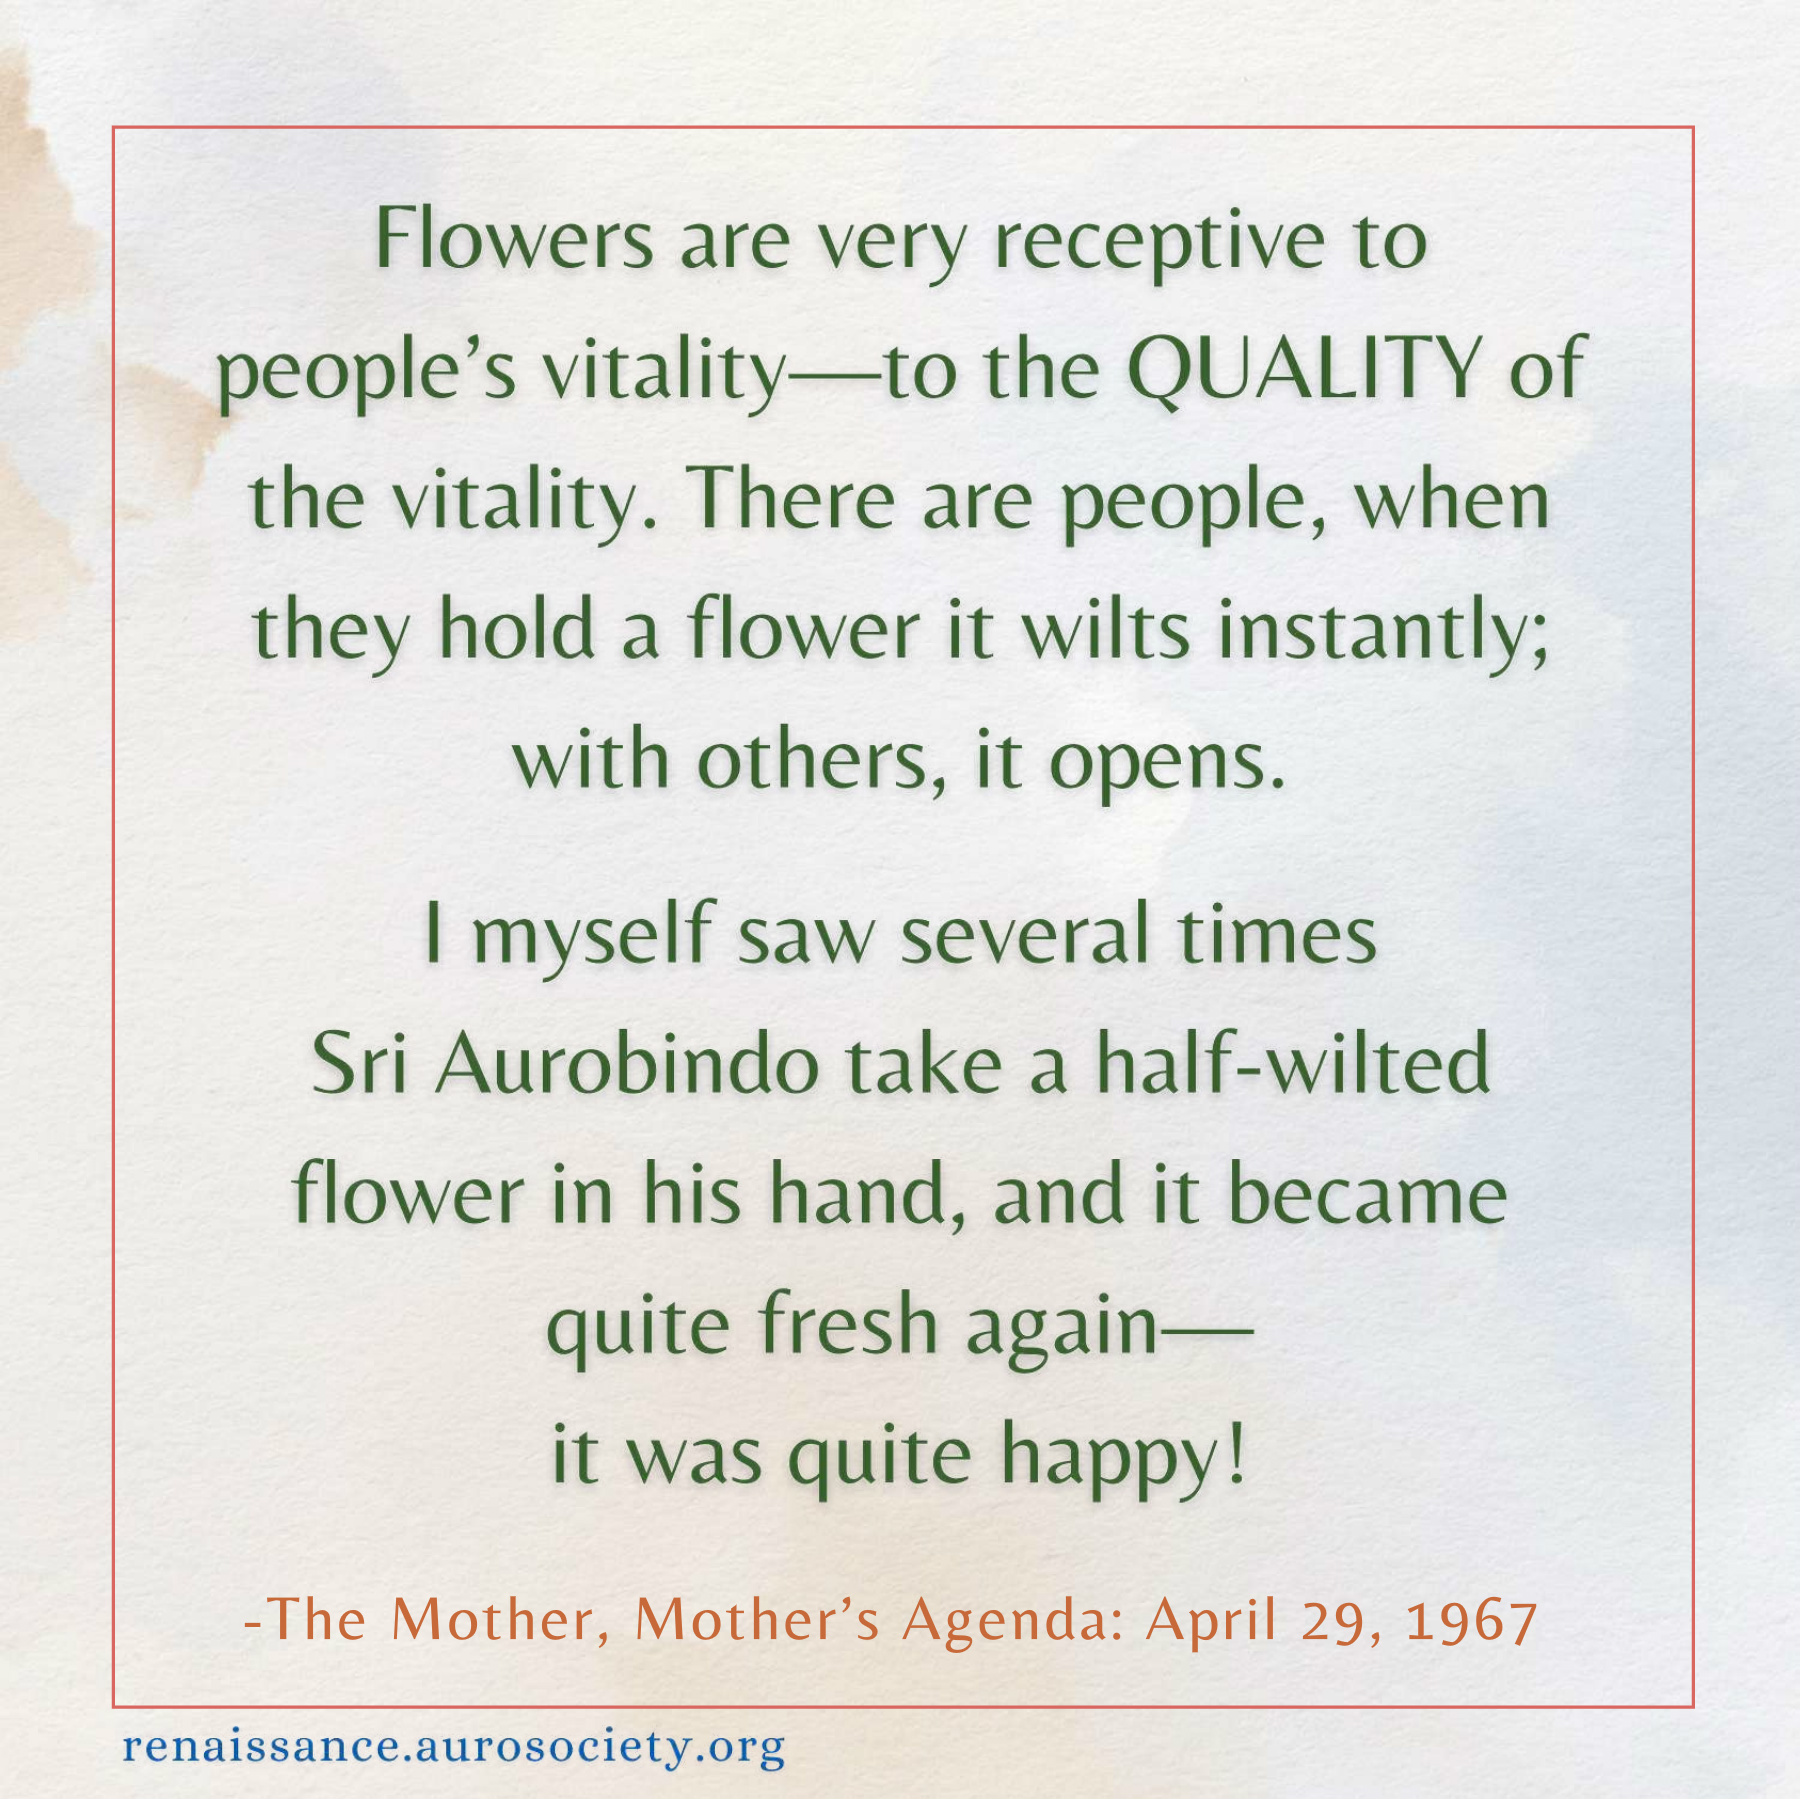 Flowers are very receptive to
people’s vitality—to the QUALITY of
the vitality. There are people, when
they hold a flower it wilts instantly;
with others, it opens.
I myself saw several times
Sri Aurobindo take a half-wilted
flower in his hand, and it became
quite fresh again—
it was quite happy!
-The Mother, Mother’s Agenda: April 29, 1967
renaissance.aurosociety.org